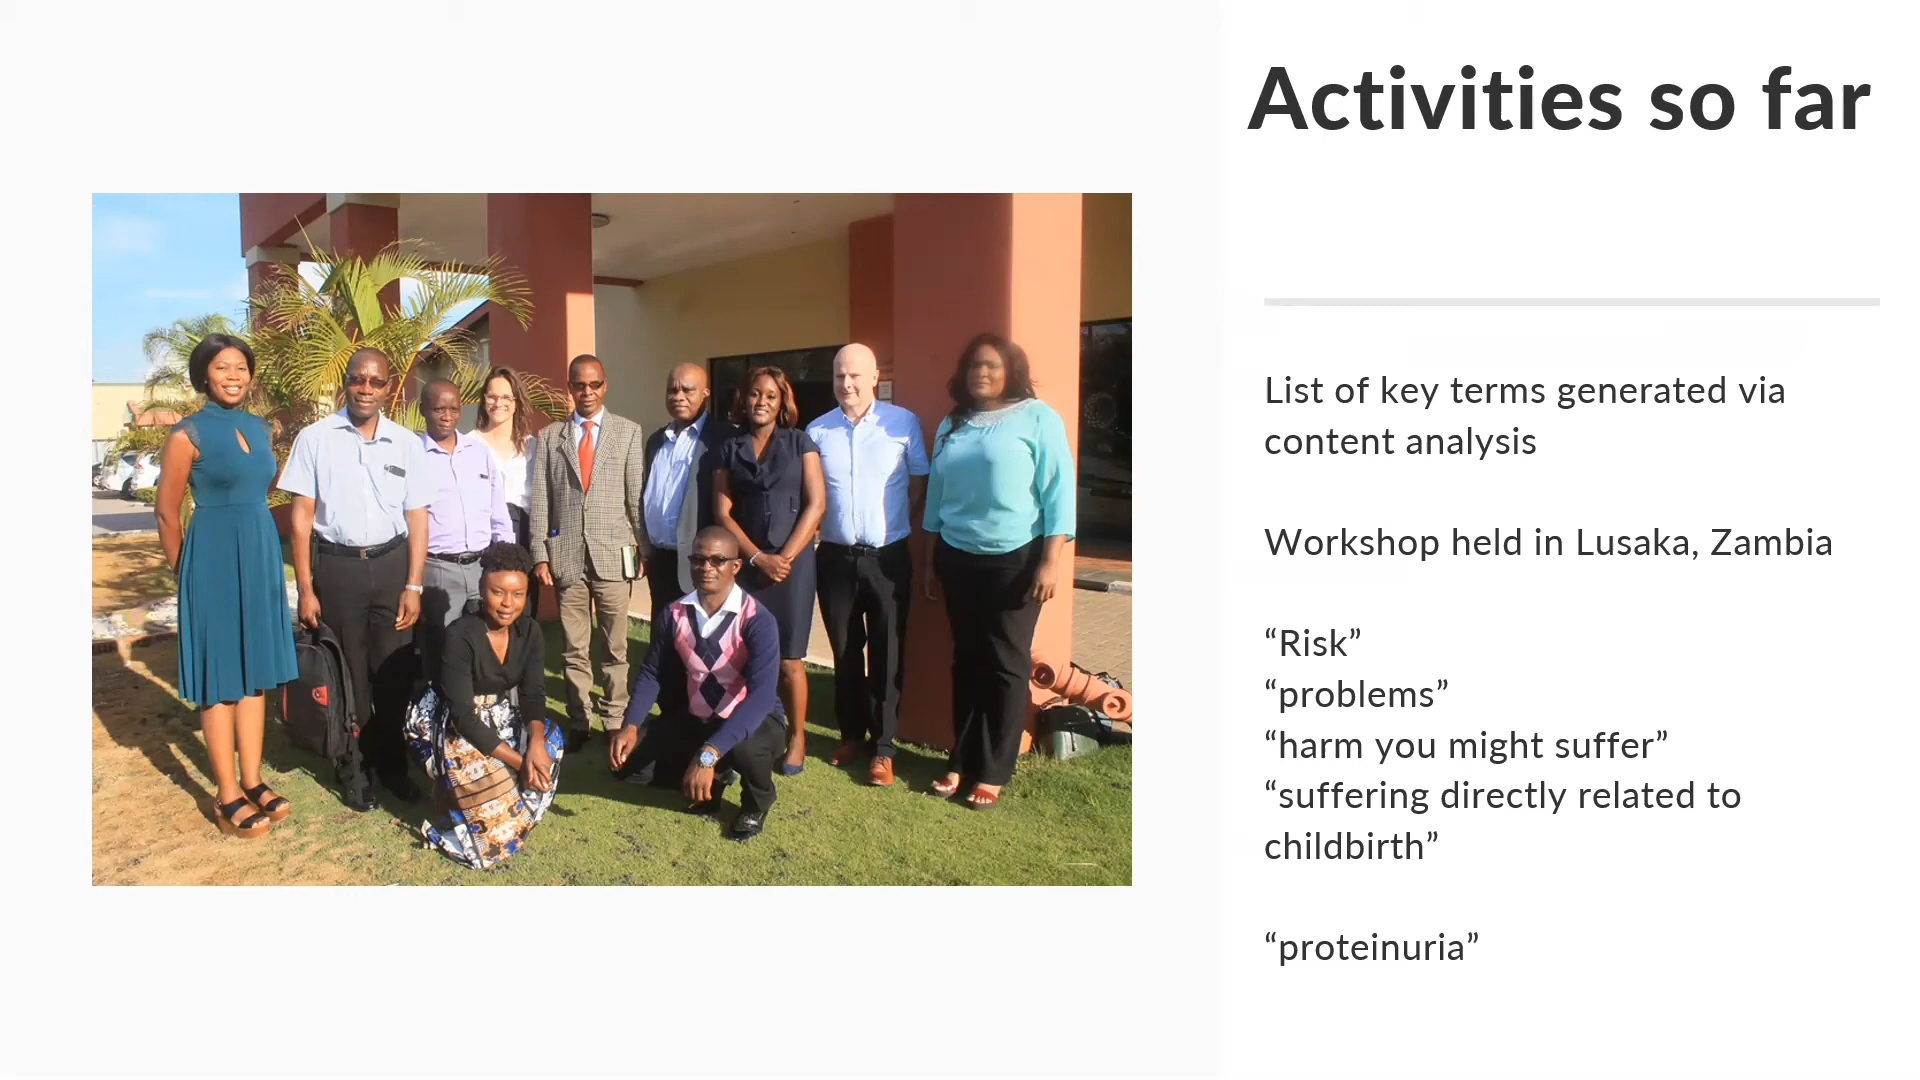 Activities so far
List of key terms generated via
content analysis
Workshop held in Lusaka, Zambia
“Risk”
“problems”
“harm you might suffer”
“suffering directly related to
childbirth”
“proteinuria”